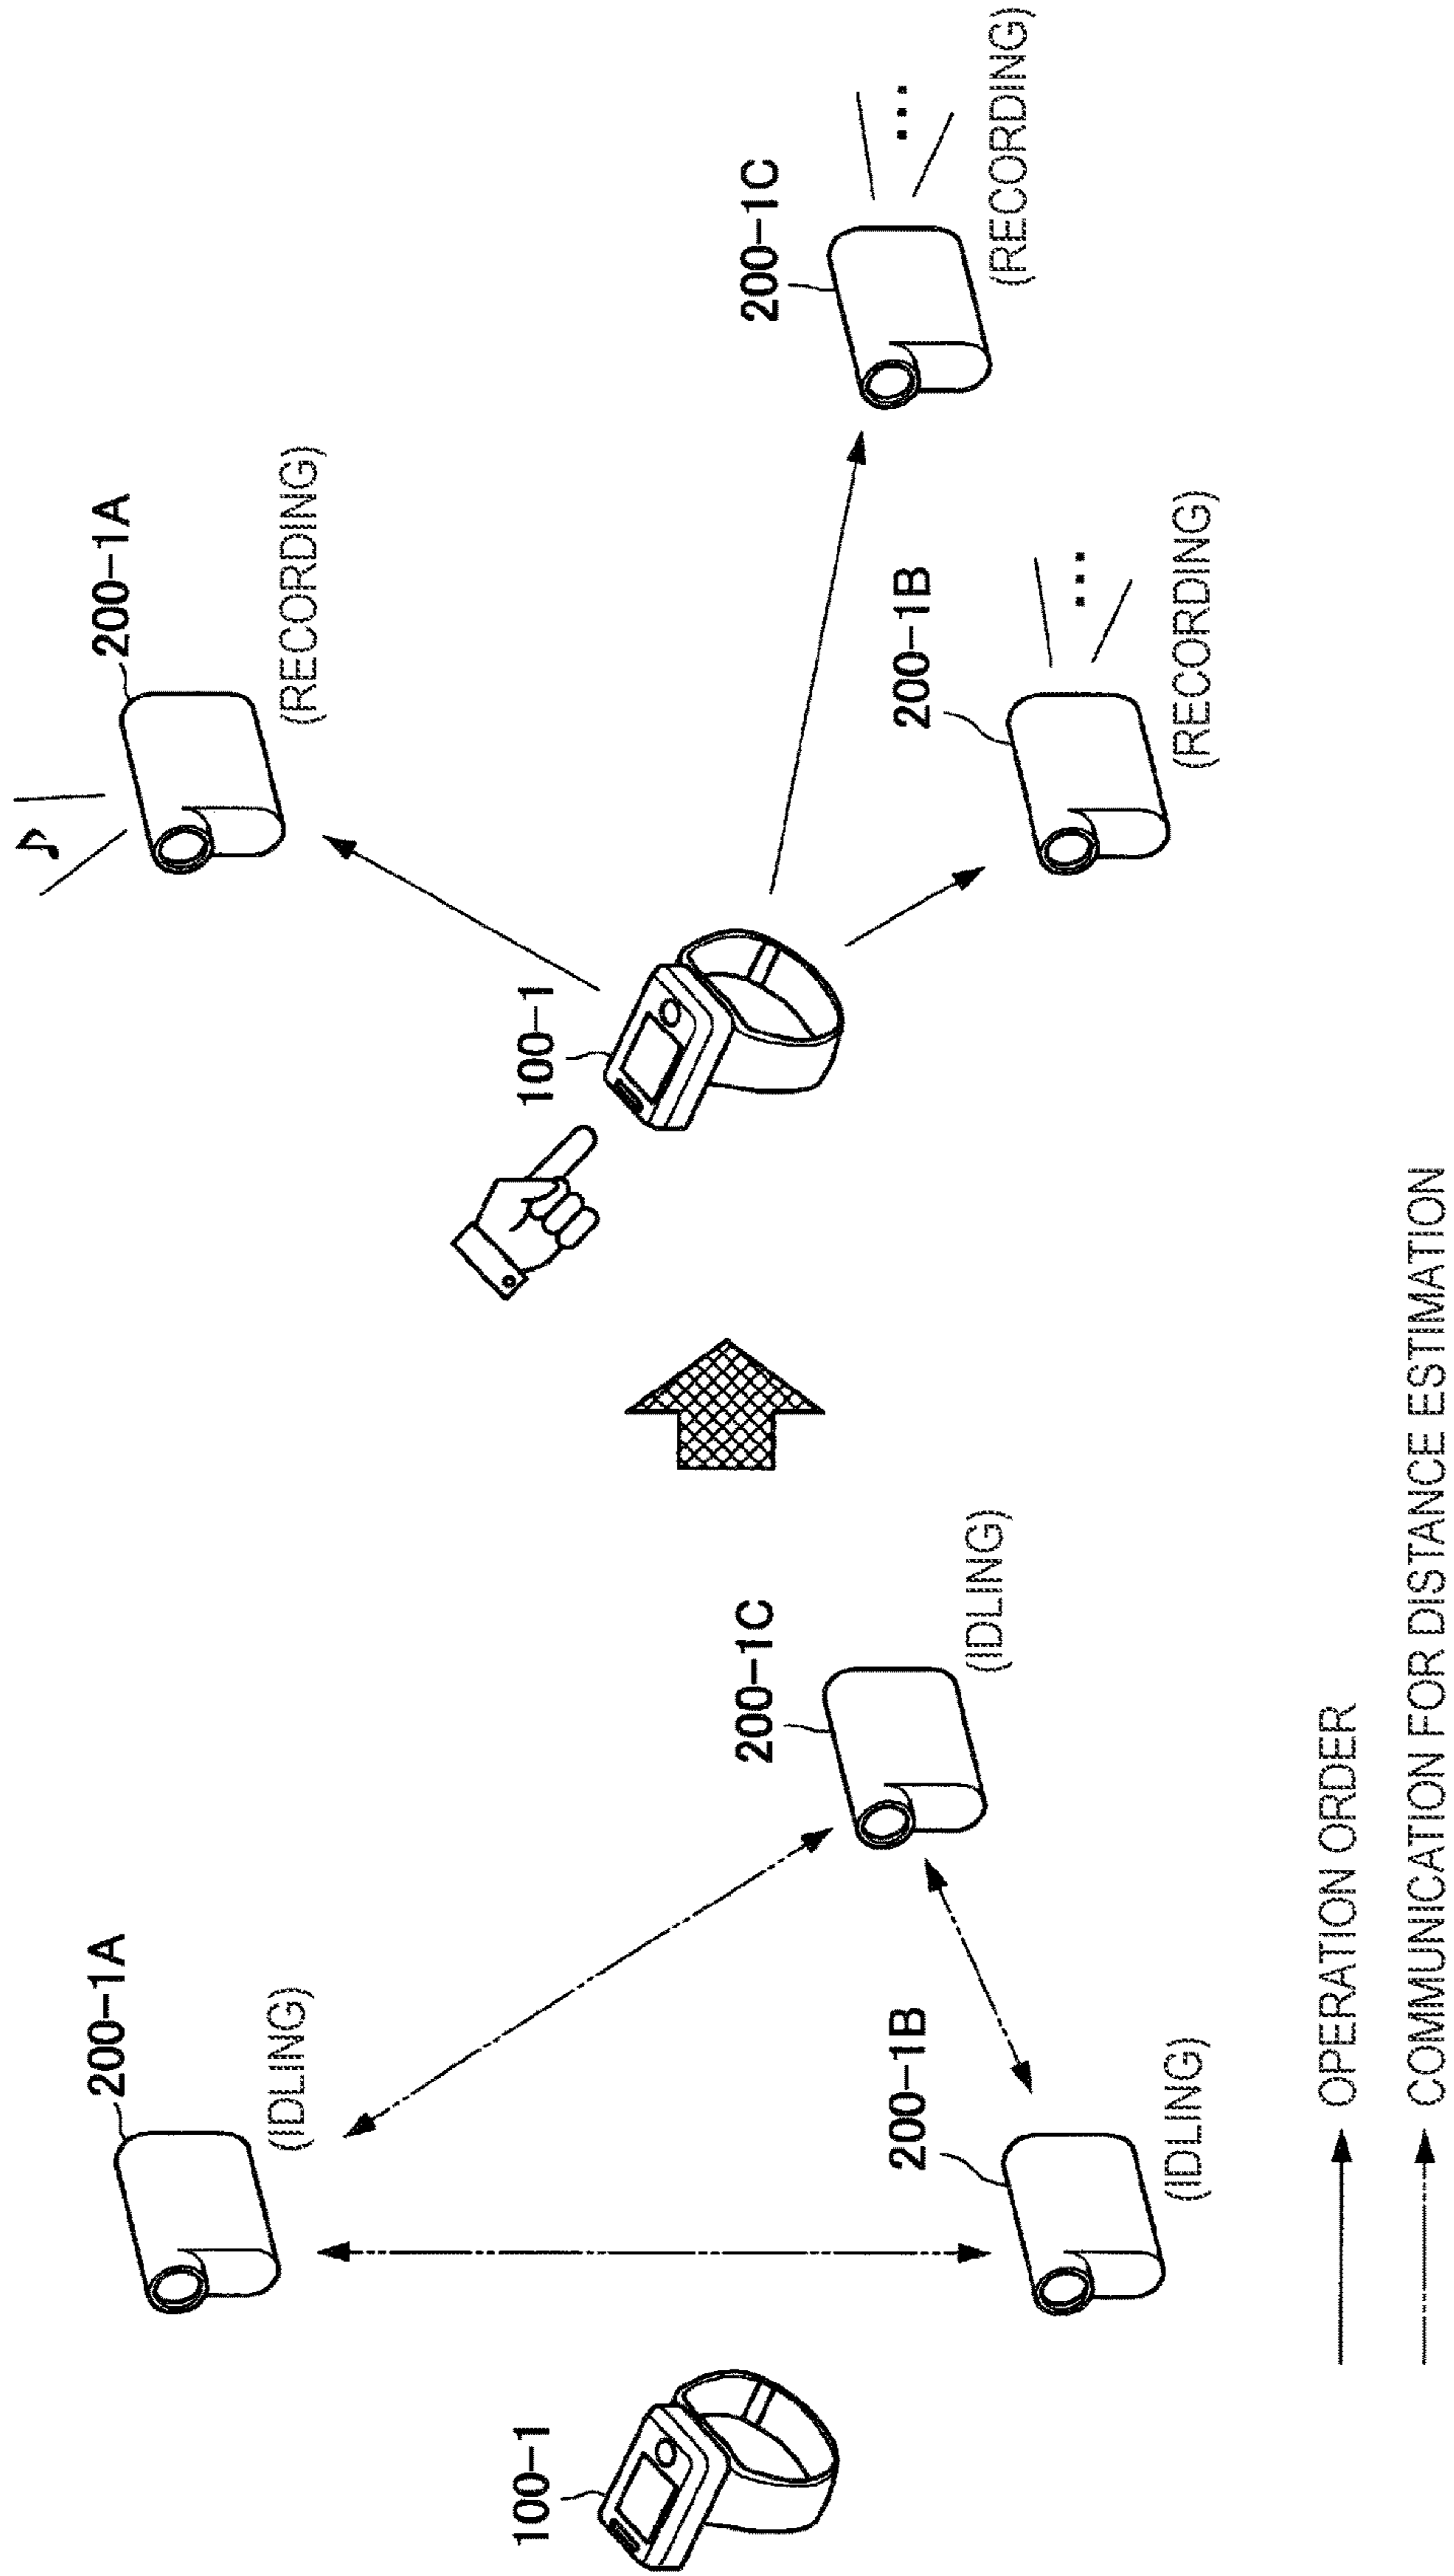 200-1A
(IDLING)
100-1
200-1C
(IDLING)
200-1B
(IDLING)
200-1A
(RECORDING)
100-1
200-1C
(RECORDING)
200-1B
(RECORDING)
OPERATION ORDER
COMMUNICATION FOR DISTANCE ESTIMATION